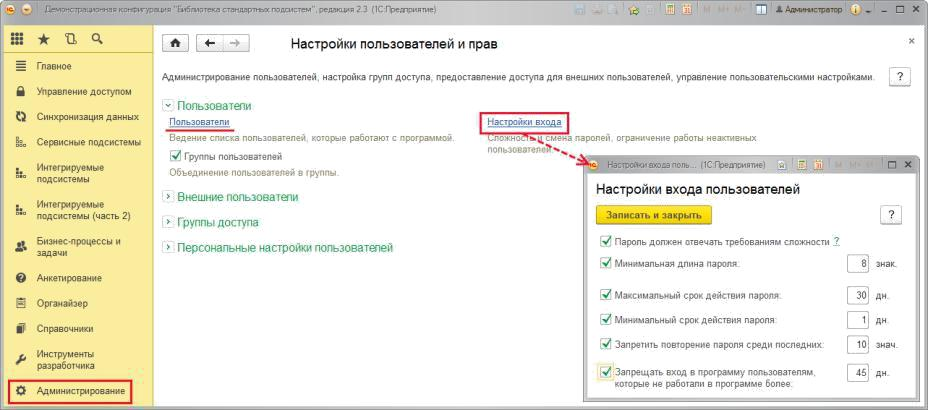 Демонстрационная конфигурация "Библиотека стандартных подсистем", редакция 2.3 (1С:Предприятие)
M M+ M-
Администратор
Главное
Управление доступом
Синхронизация данных
Сервисные подсистемы
Интегрируемые
подсистемы
Интегрируемые
подсистемы (часть 2)
Бизнес-процессы и
задачи
Анкетирование
Органайзер
Справочники
Инструменты
разработчика
Администрирование
Настройки пользователей и прав
Администрирование пользователей, настройка групп доступа, предоставление доступа для внешних пользователей, управление пользовательскими настройками.
?
Пользователи
Пользователи
Ведение списка пользователей, которые работают с программой.
Группы пользователей
Объединение пользователей в группы.
Настройки входа
Сложность и смена паролей, ограничение работы неактивных
пользователей.
Внешние пользователи
Группы доступа
Персональные настройки пользователей
Настройки входа поль... (1С:Предприятие)
M M+ M-
Настройки входа пользователей
Записать и закрыть
?
Пароль должен отвечать требованиям сложности ?
Минимальная длина пароля: 8 знак.
Максимальный срок действия пароля: 30 дн.
Минимальный срок действия пароля: 1 дн.
Запретить повторение пароля среди последних: 10 знач.
Запрещать вход в программу пользователям, 45 дн.
которые не работали в программе более: